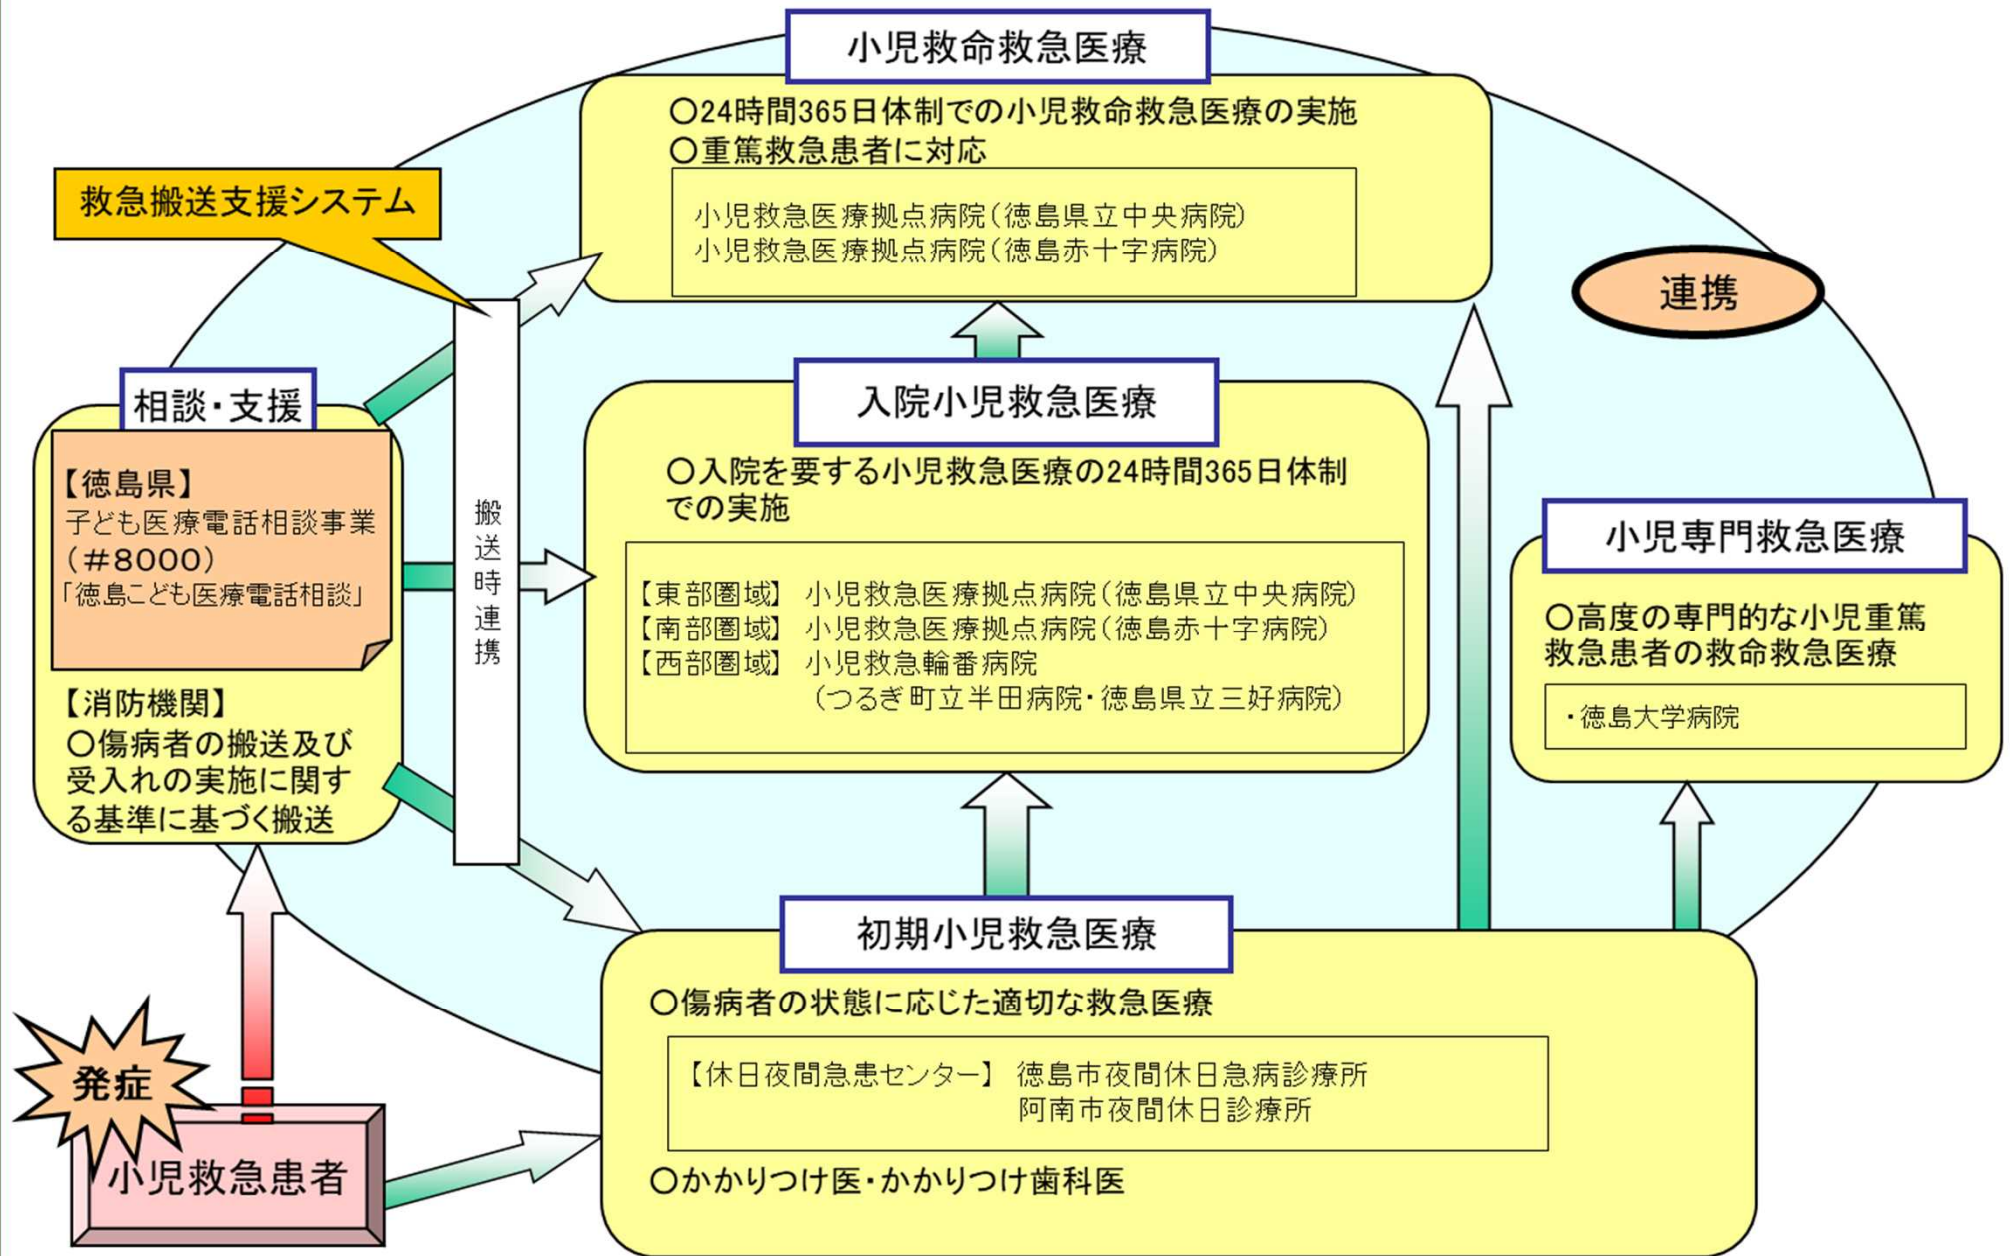 小児救命救急医療
〇24時間365日体制での小児救命救急医療の実施
〇重篤救急患者に対応
小児救急医療拠点病院(徳島県立中央病院)
小児救急医療拠点病院(徳島赤十字病院)
救急搬送支援システム
連携
相談・支援
【徳島県】
子ども医療電話相談事業
(#8000)
「徳島こども医療電話相談」
【消防機関】
〇傷病者の搬送及び
受入れの実施に関す
る基準に基づく搬送
搬送時連携
入院小児救急医療
〇入院を要する小児救急医療の24時間365日体制
での実施
【東部圏域】 小児救急医療拠点病院(徳島県立中央病院)
【南部圏域】 小児救急医療拠点病院(徳島赤十字病院)
【西部圏域】 小児救急輪番病院
(つるぎ町立半田病院・徳島県立三好病院)
小児専門救急医療
〇高度の専門的な小児重篤
救急患者の救命救急医療
・徳島大学病院
初期小児救急医療
〇傷病者の状態に応じた適切な救急医療
【休日夜間急患センター】 徳島市夜間休日急病診療所
阿南市夜間休日診療所
〇かかりつけ医・かかりつけ歯科医
発症
小児救急患者